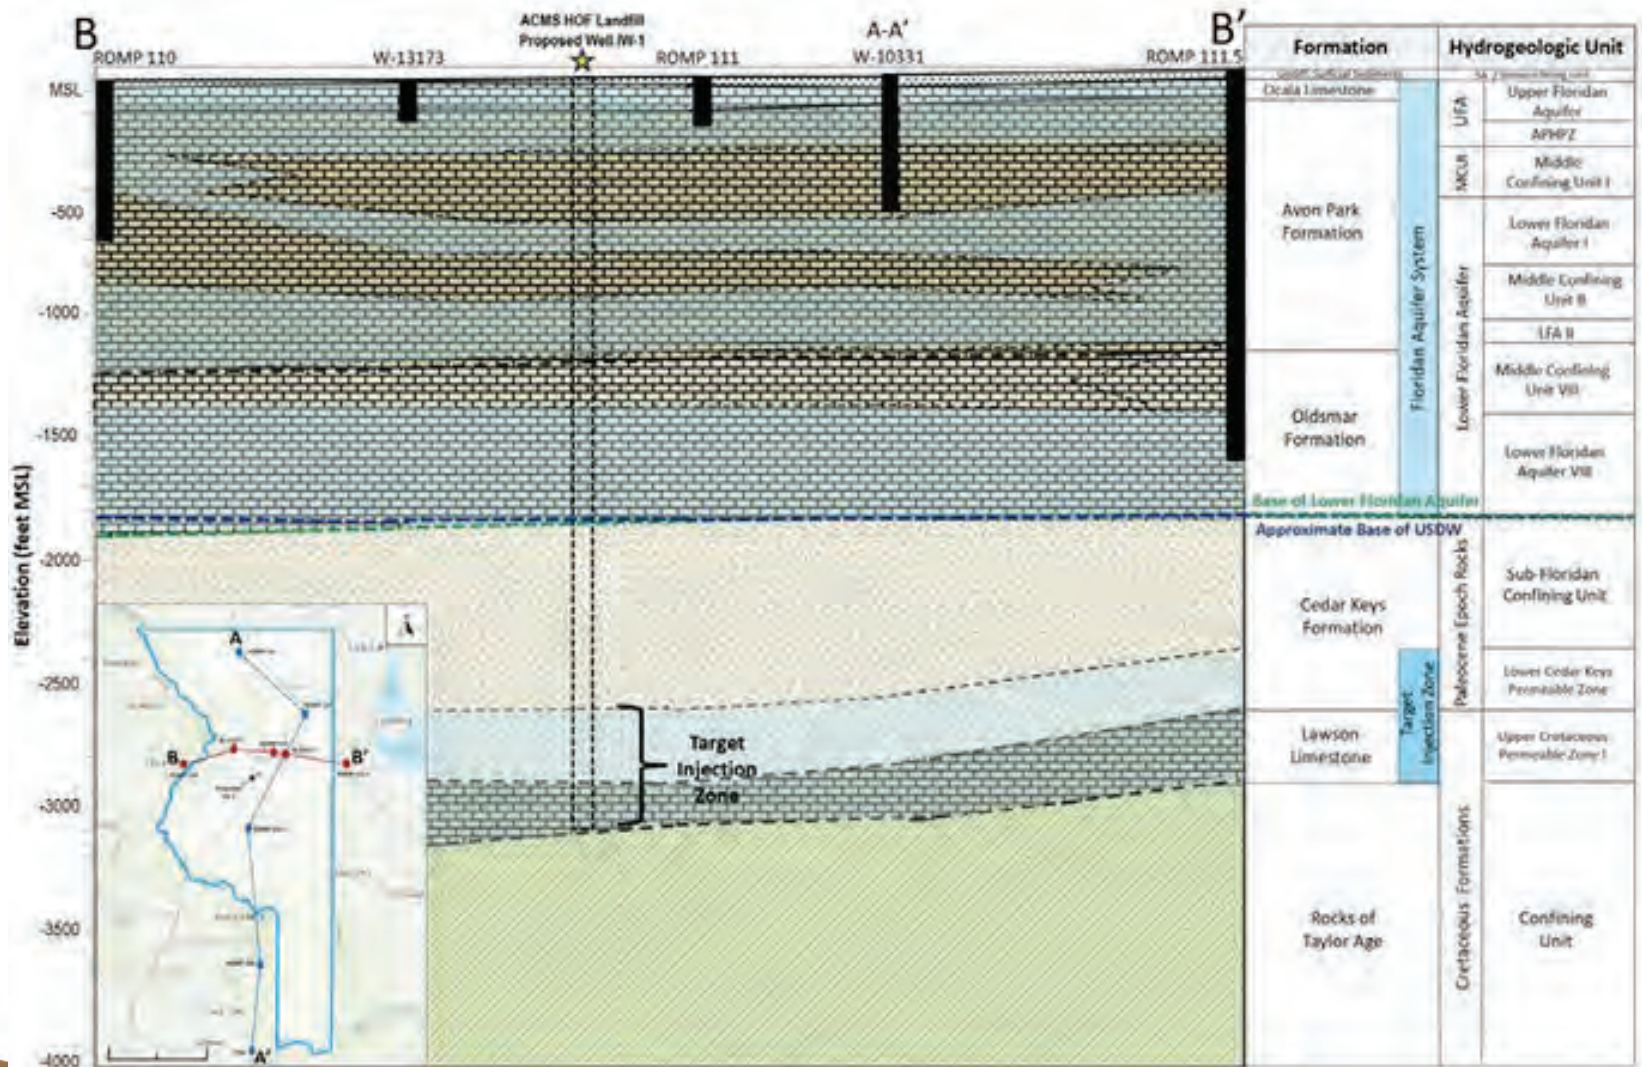 B
ACMS HOF Landfill
Proposed Well IW-1
A-A'
B'
ROMP 110
W-13173
ROMP 111
W-10331
ROMP 111.5
Formation
Hydrogeologic Unit
MSL
-500
-1000
-1500
-2000
-2500
-3000
-3500
-4000
Elevation (feet MSL)
Ocala Limestone
Avon Park
Formation
Oldsmar
Formation
Floridan Aquifer System
Base of Lower Floridan Aquifer
Approximate Base of USDW
Cedar Keys
Formation
Lawson
Limestone
Target
Injection Zone
Rocks of
Taylor Age
UFA
MCUI
Lower Floridan Aquifer
Paleocene Epoch Rocks
Cretaceous Formations
Upper Floridan
Aquifer
APHPZ
Middle
Confining Unit I
Lower Floridan
Aquifer I
Middle Confining
Unit
LFA II
Middle Confining
Unit VIII
Lower Floridan
Aquifer VIII
Sub-Floridan
Confining Unit
Lower Cedar Keys
Permeable Zone
Upper Cretaceous
Permeable Zone I
Confining
Unit
Target
Injection
Zone
A
B
B'
A'